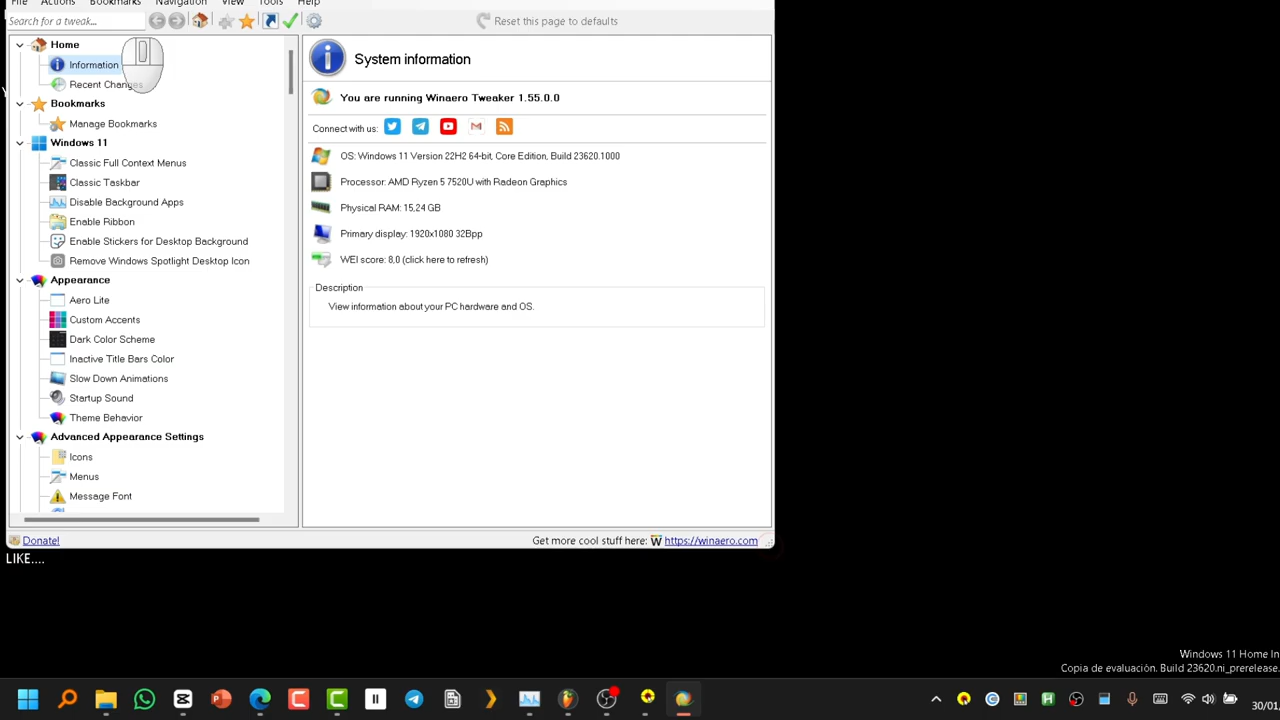 File Actions Bookmarks Navigation View Tools Help
Search for a tweak...
Reset this page to defaults
Home
Information
Recent Changes
Bookmarks
Manage Bookmarks
Windows 11
Classic Full Context Menus
Classic Taskbar
Disable Background Apps
Enable Ribbon
Enable Stickers for Desktop Background
Remove Windows Spotlight Desktop Icon
Appearance
Aero Lite
Custom Accents
Dark Color Scheme
Inactive Title Bars Color
Slow Down Animations
Startup Sound
Theme Behavior
Advanced Appearance Settings
Icons
Menus
Message Font
System information
You are running Winaero Tweaker 1.55.0.0
Connect with us:
OS: Windows 11 Version 22H2 64-bit, Core Edition, Build 23620.1000
Processor: AMD Ryzen 5 7520U with Radeon Graphics
Physical RAM: 15,24 GB
Primary display: 1920x1080 32Bpp
WEI score: 8,0 (click here to refresh)
Description
View information about your PC hardware and OS.
Donate!
Get more cool stuff here: W https://winaero.com
LIKE....
Windows 11 Home In
Copia de evaluación. Build 23620.ni_prerelease.
30/01